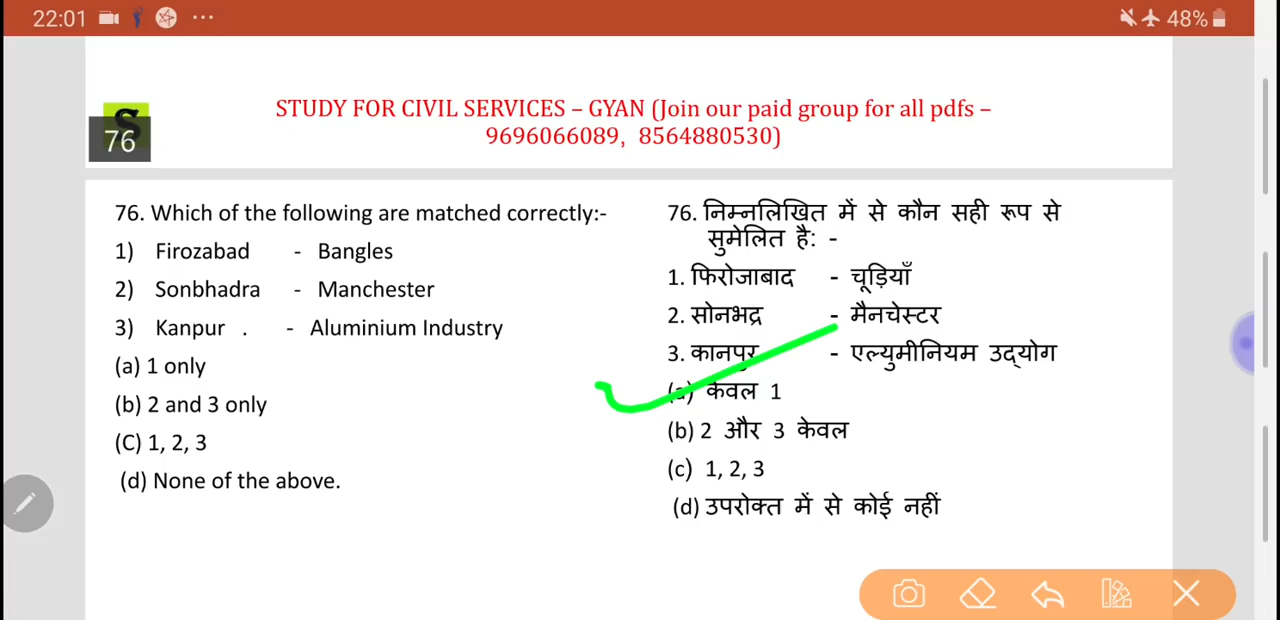 22:01
48%
S
76
STUDY FOR CIVIL SERVICES – GYAN (Join our paid group for all pdfs –
9696066089, 8564880530)
76. Which of the following are matched correctly:-
1) Firozabad - Bangles
2) Sonbhadra - Manchester
3) Kanpur . - Aluminium Industry
(a) 1 only
(b) 2 and 3 only
(C) 1, 2, 3
(d) None of the above.
76. निम्नलिखित में से कौन सही रूप से
सुमेलित है: -
1. फिरोजाबाद - चूड़ियाँ
2. सोनभद्र - मैनचेस्टर
3. कानपुर - एल्युमीनियम उद्योग
(a) केवल 1
(b) 2 और 3 केवल
(c) 1, 2, 3
(d) उपरोक्त में से कोई नहीं